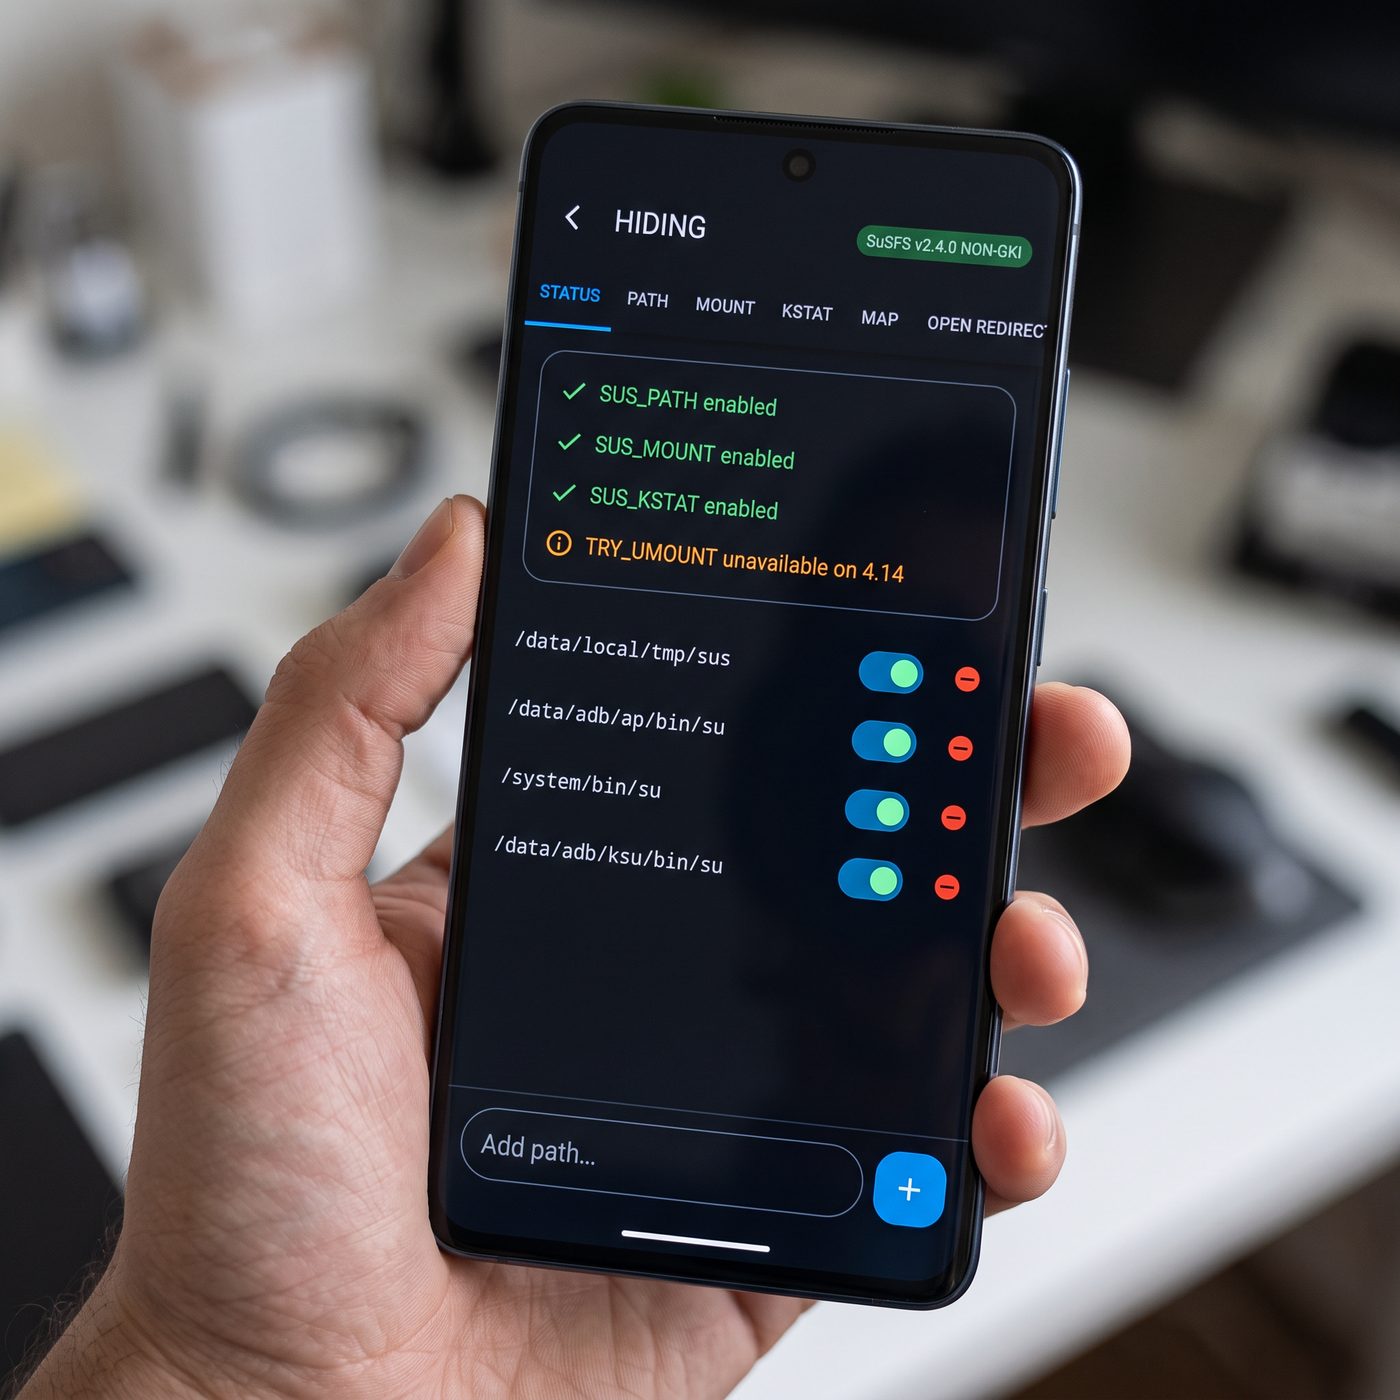 HIDING
SuSFS v2.4.0 NON-GKI
STATUS PATH MOUNT KSTAT MAP OPEN REDIREC
SUS_PATH enabled
SUS_MOUNT enabled
SUS_KSTAT enabled
TRY_UMOUNT unavailable on 4.14
/data/local/tmp/sus
/data/adb/ap/bin/su
/system/bin/su
/data/adb/ksu/bin/su
Add path...